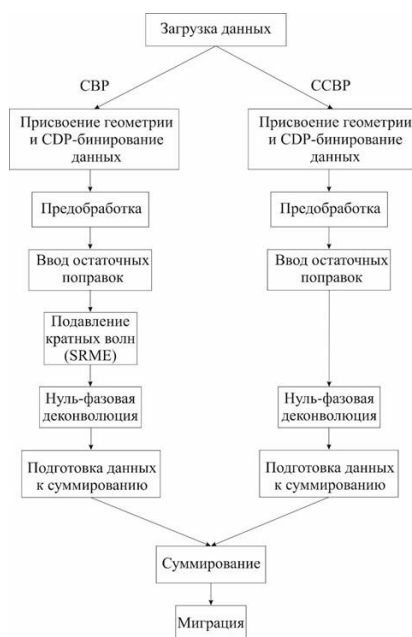 Загрузка данных
СВР
ССВР
Присвоение геометрии
и CDP-бинирование
данных
Присвоение геометрии
и CDP-бинирование
данных
Предобработка
Предобработка
Ввод остаточных
поправок
Ввод остаточных
поправок
Подавление
кратных волн
(SRME)
Нуль-фазовая
деконволюция
Нуль-фазовая
деконволюция
Подготовка данных
к суммированию
Подготовка данных
к суммированию
Суммирование
Миграция